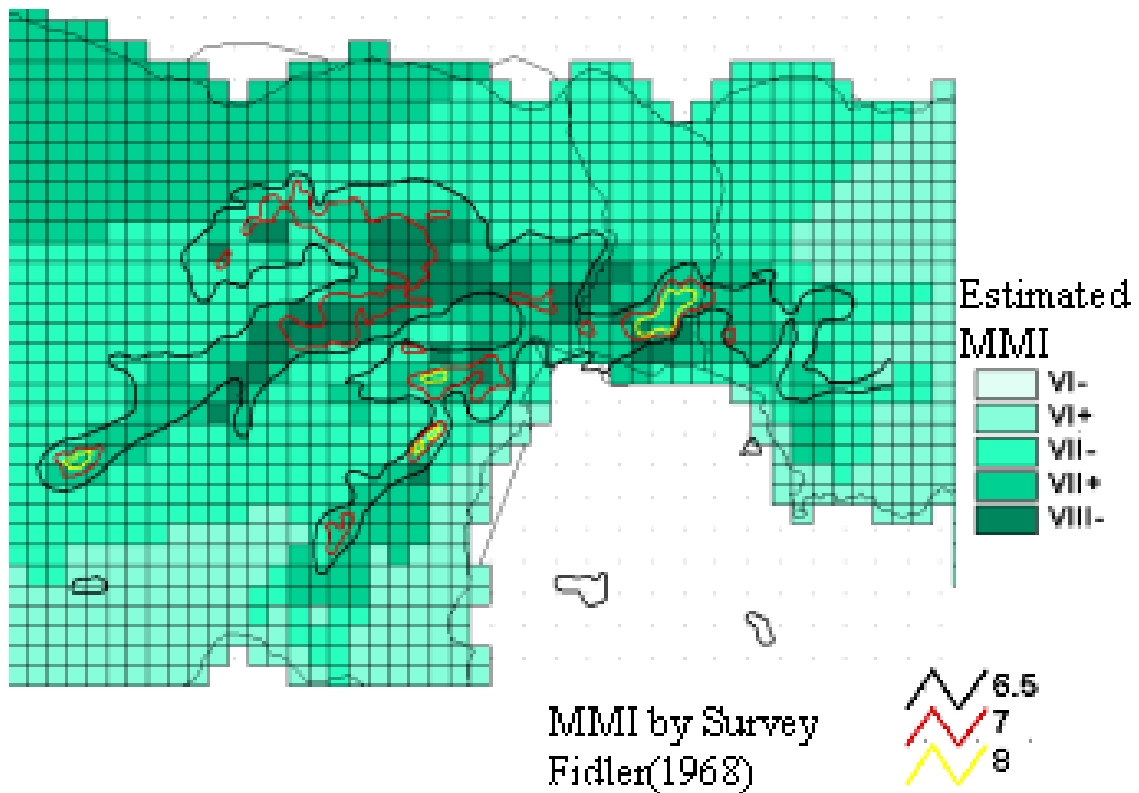 Estimated
MMI
VI-
VI+
VII-
VII+
VIII-
MMI by Survey
Fidler(1968)
6.5
7
8